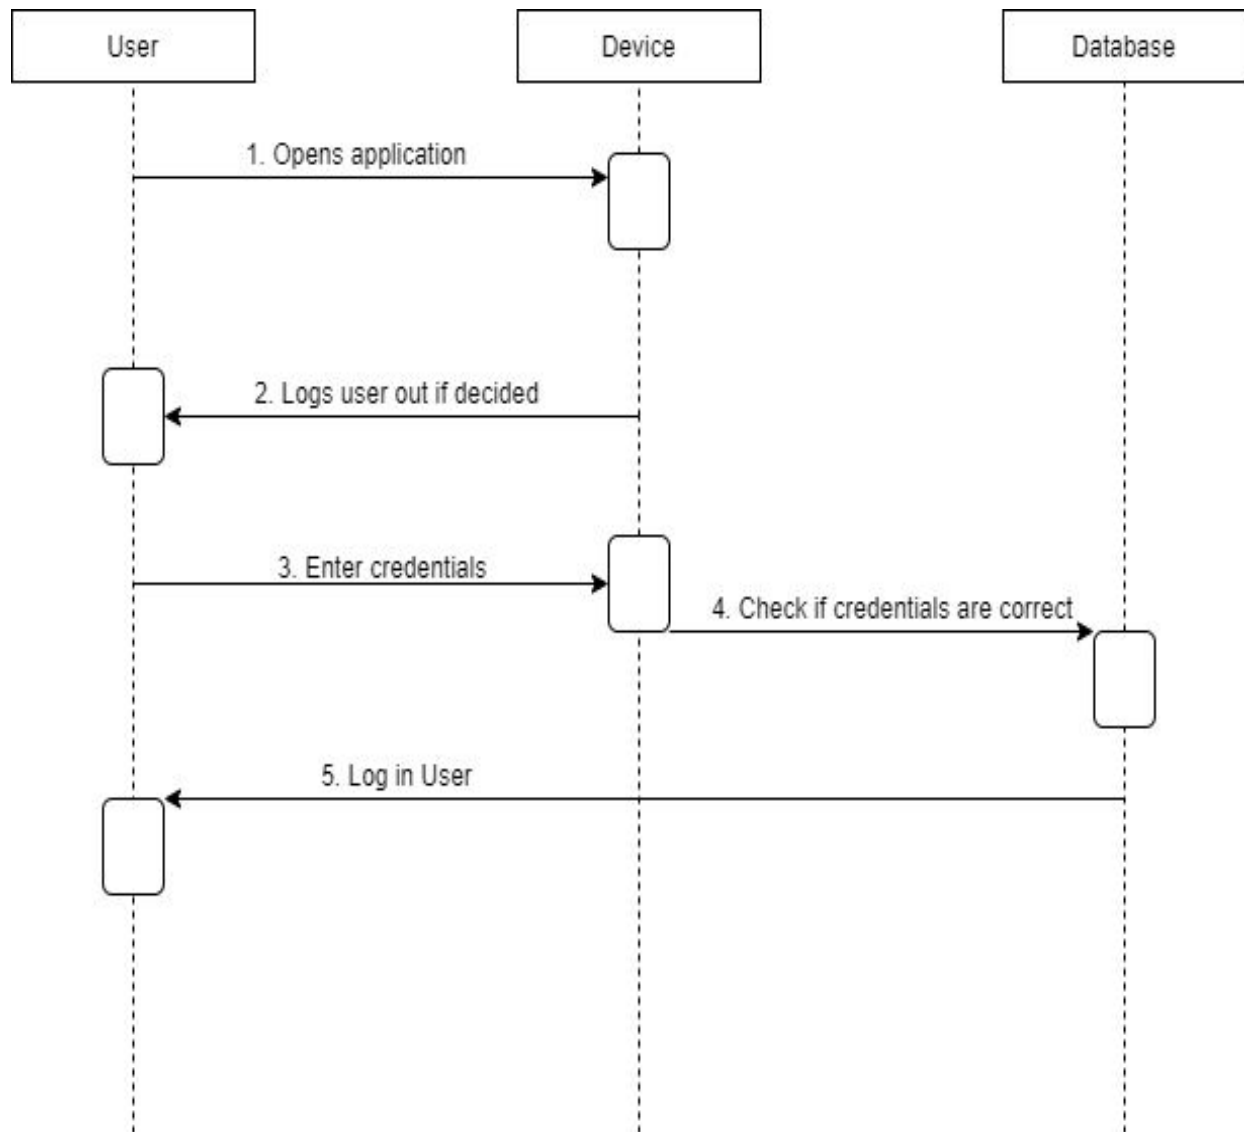 User
Device
Database
1. Opens application
2. Logs user out if decided
3. Enter credentials
4. Check if credentials are correct
5. Log in User